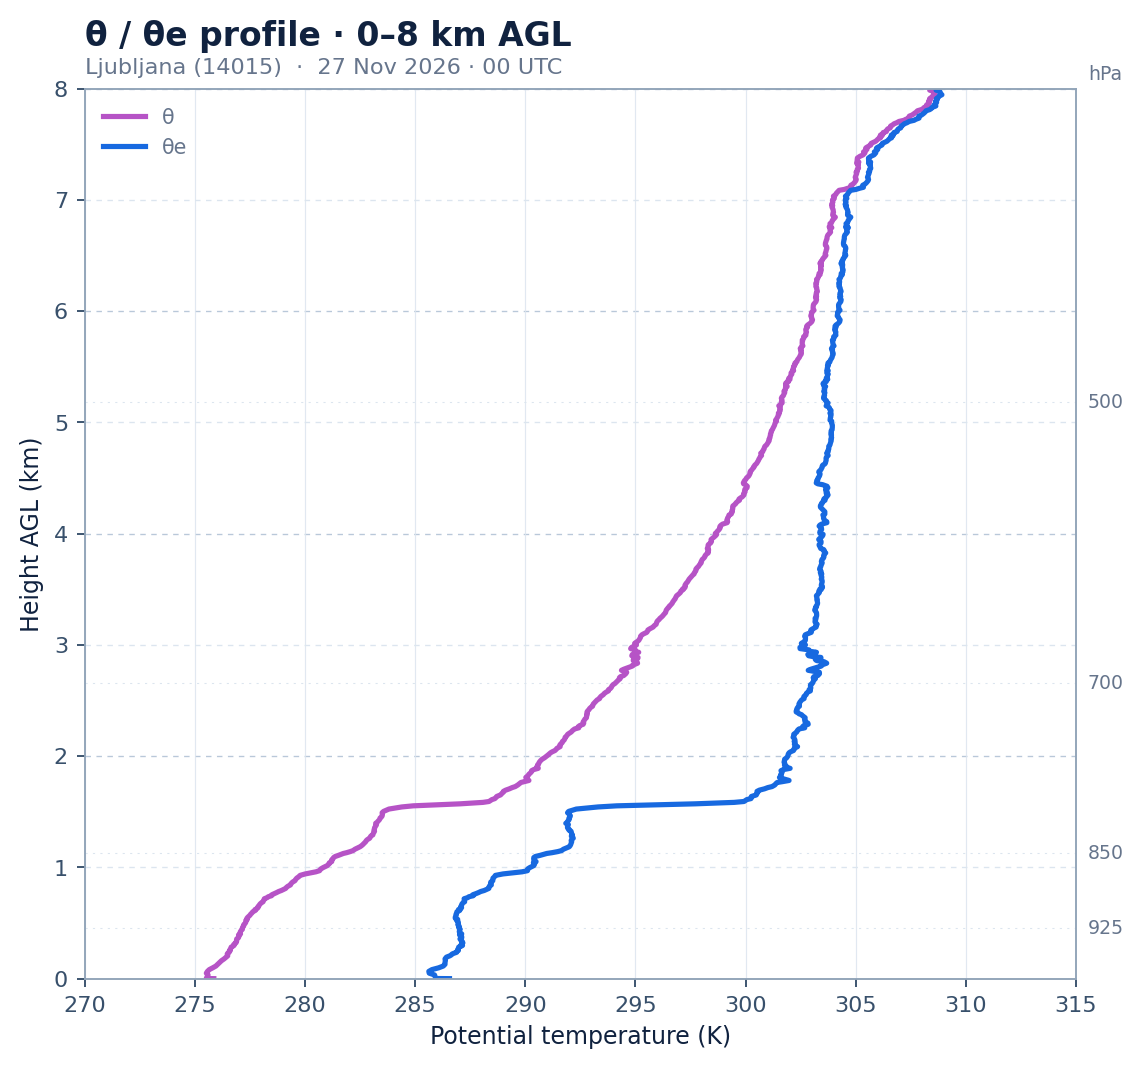 θ / θe profile · 0–8 km AGL
Ljubljana (14015) · 27 Nov 2026 · 00 UTC
hPa
θ
θe
8
7
6
5
4
3
2
1
0
500
700
850
925
Height AGL (km)
270 275 280 285 290 295 300 305 310 315
Potential temperature (K)